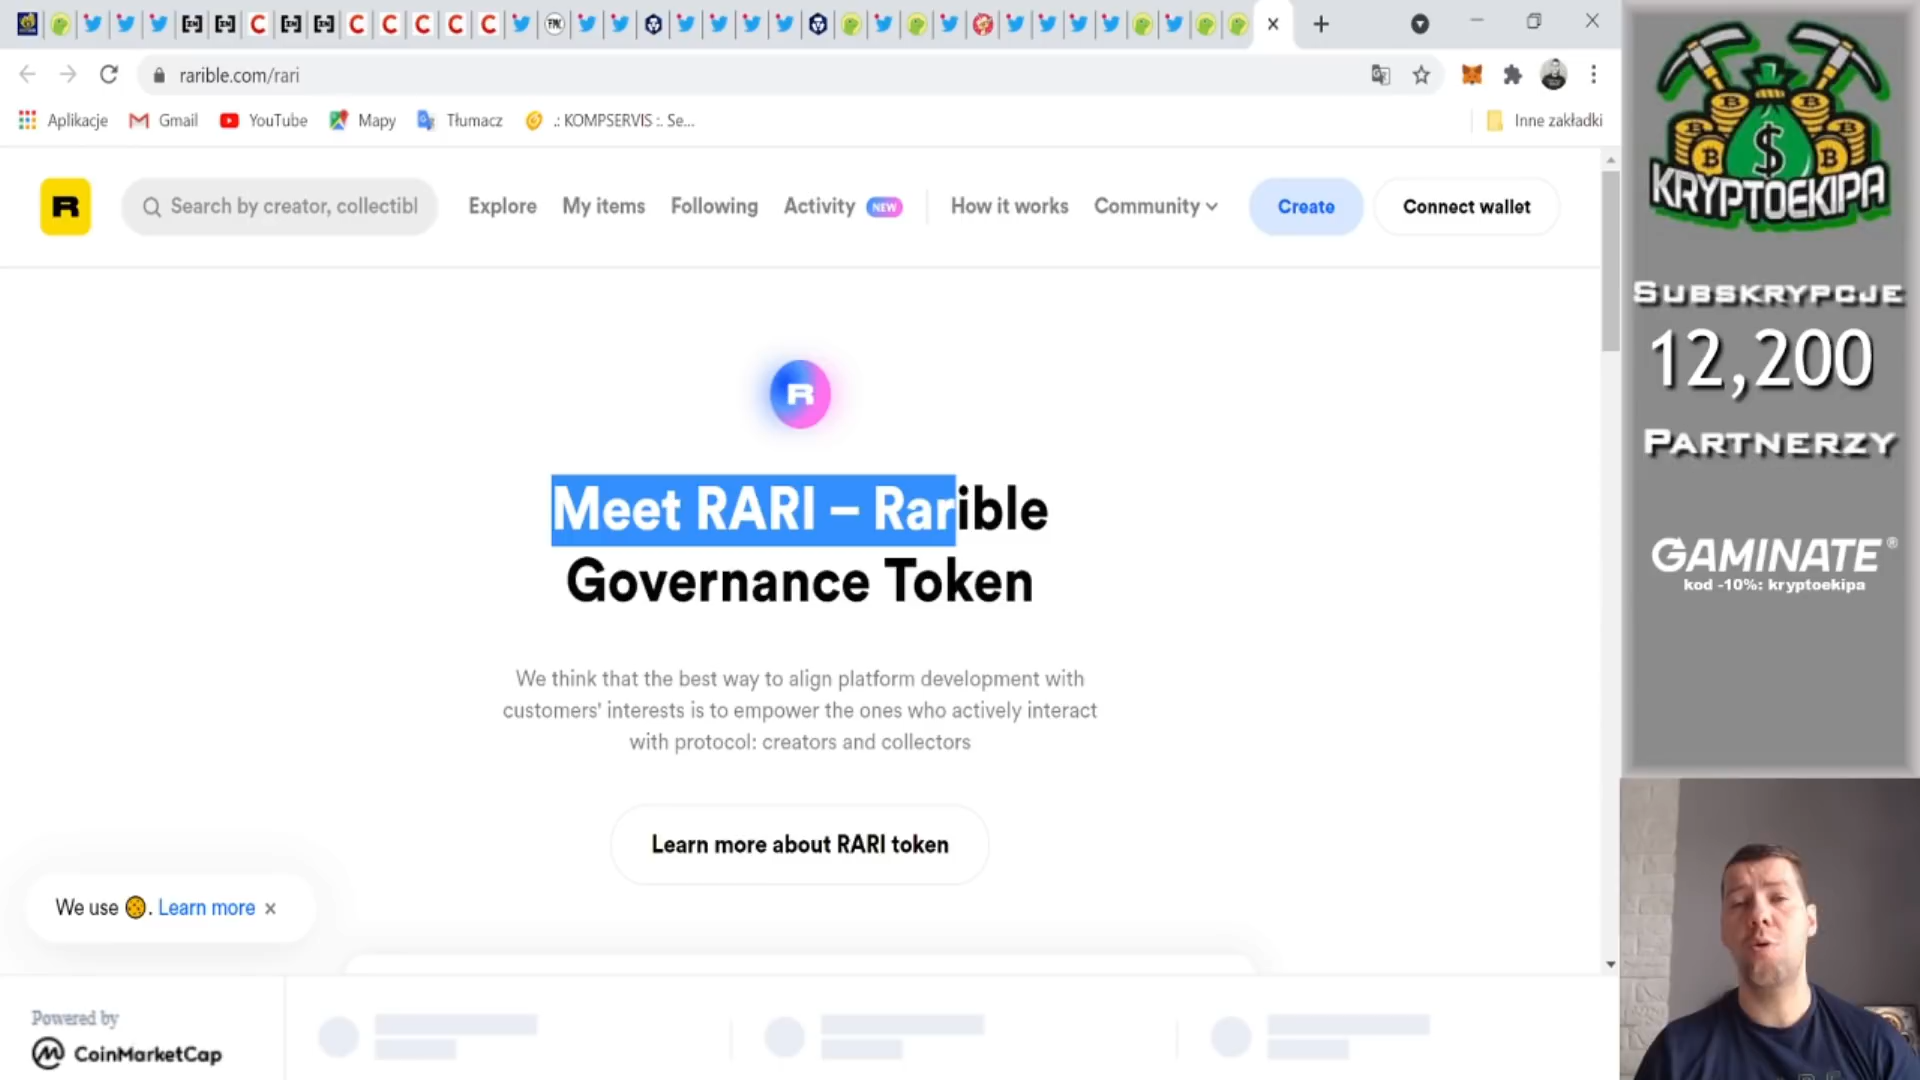 rarible.com/rari
Aplikacje
Gmail
YouTube
Mapy
Tłumacz
.: KOMPSERVIS :. Se...
Inne zakładki
R
Search by creator, collectibl
Explore
My items
Following
Activity NEW
How it works
Community
Create
Connect wallet
R
Meet RARI – Rarible
Governance Token
We think that the best way to align platform development with
customers' interests is to empower the ones who actively interact
with protocol: creators and collectors
Learn more about RARI token
We use 🍪. Learn more ×
Powered by
CoinMarketCap
KRYPTOEKIPA
SUBSKRYPCJE
12,200
PARTNERZY
GAMINATE®
kod -10%: kryptoekipa